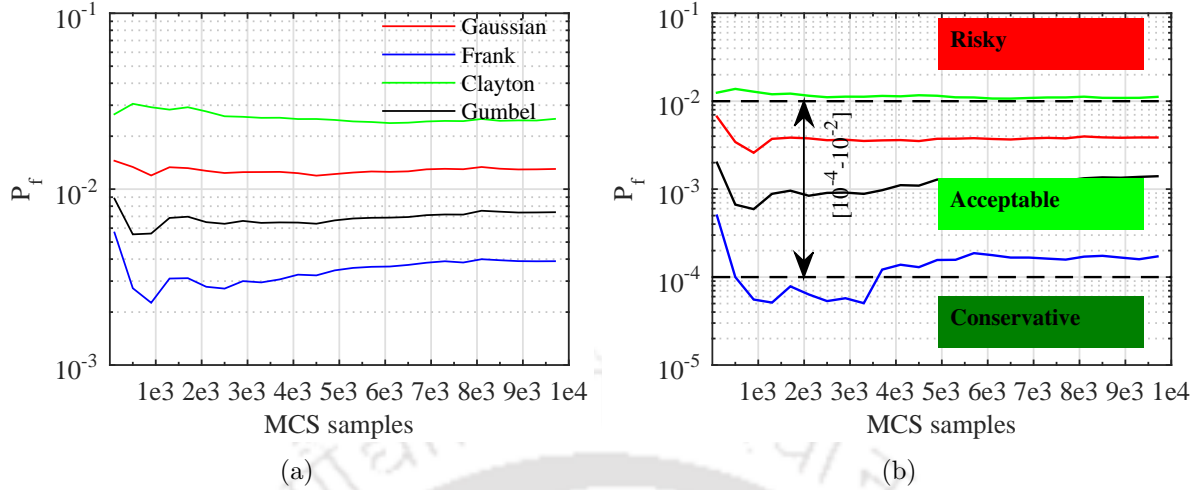 10^-1
10^-2
10^-3
P_f
Gaussian
Frank
Clayton
Gumbel
1e3 2e3 3e3 4e3 5e3 6e3 7e3 8e3 9e3 1e4
MCS samples
(a)
10^-1
10^-2
10^-3
10^-4
10^-5
P_f
Risky
[10^-4-10^-2]
Acceptable
Conservative
1e3 2e3 3e3 4e3 5e3 6e3 7e3 8e3 9e3 1e4
MCS samples
(b)